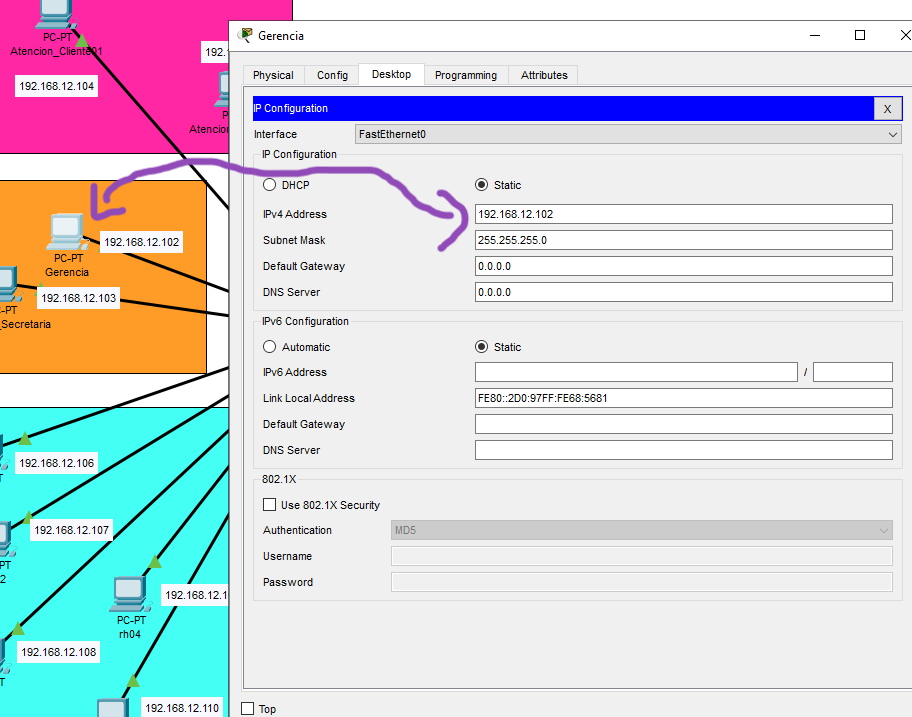 PC-PT
Atencion_Cliente01
192.168.12.104
192.
Atencion
PC-PT
Gerencia
192.168.12.102
192.168.12.103
-PT
_Secretaria
192.168.12.106
192.168.12.107
PT
2
PC-PT
rh04
192.168.12.1
192.168.12.108
192.168.12.110
Gerencia
Physical
Config
Desktop
Programming
Attributes
IP Configuration
X
Interface
FastEthernet0
IP Configuration
DHCP
Static
IPv4 Address
192.168.12.102
Subnet Mask
255.255.255.0
Default Gateway
0.0.0.0
DNS Server
0.0.0.0
IPv6 Configuration
Automatic
Static
IPv6 Address
/
Link Local Address
FE80::2D0:97FF:FE68:5681
Default Gateway
DNS Server
802.1X
Use 802.1X Security
Authentication
MD5
Username
Password
Top